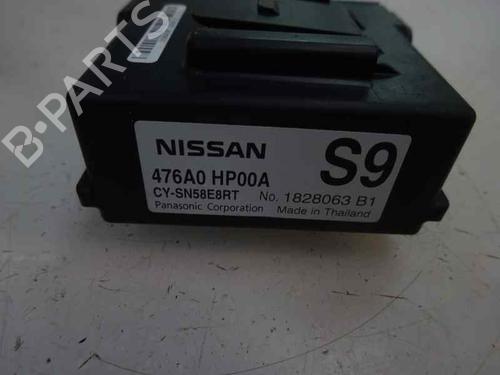 B-PARTS
NISSAN
S9
476A0 HP00A
CY-SN58E8RT No. 1828063 B1
Panasonic Corporation Made in Thailand